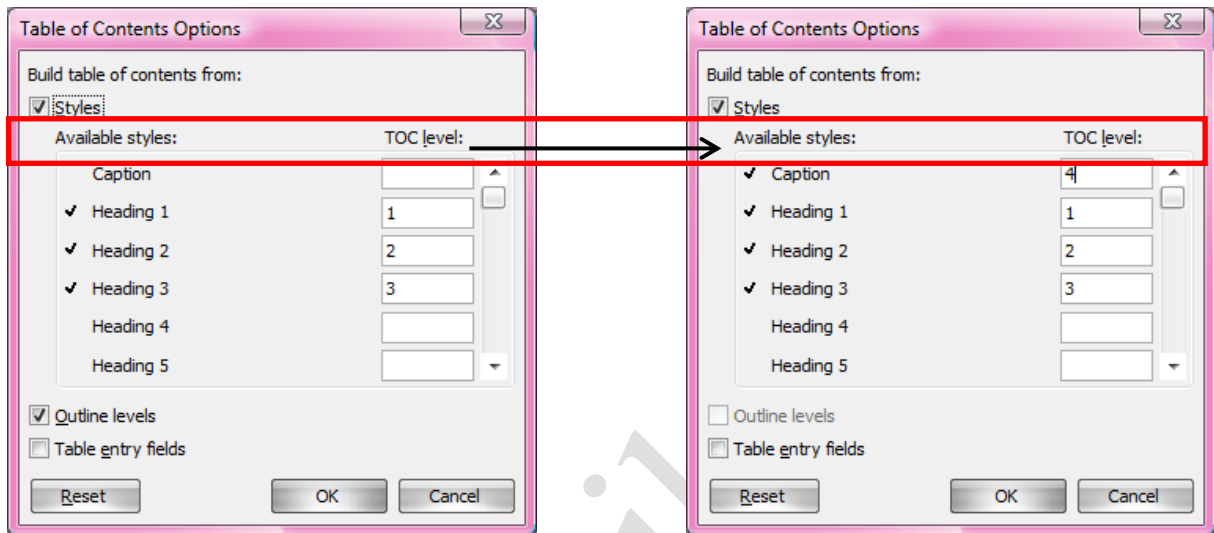 Table of Contents Options
Build table of contents from:
Styles
Available styles: TOC level:
Caption
Heading 1 1
Heading 2 2
Heading 3 3
Heading 4
Heading 5
Outline levels
Table entry fields
Reset OK Cancel
Table of Contents Options
Build table of contents from:
Styles
Available styles: TOC level:
Caption 4
Heading 1 1
Heading 2 2
Heading 3 3
Heading 4
Heading 5
Outline levels
Table entry fields
Reset OK Cancel